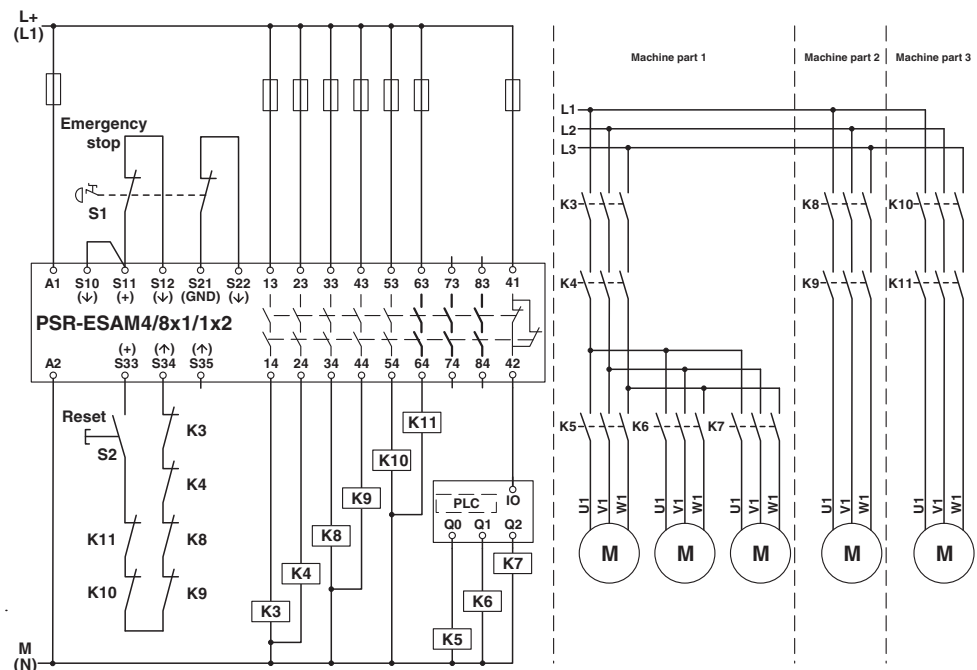 L+
(L1)
Machine part 1
Machine part 2
Machine part 3
L1
L2
L3
Emergency
stop
S1
K3
K8
K10
K4
K9
K11
A1 S10 S11 S12 S21 S22 13 23 33 43 53 63 73 83 41
(↓) (+) (↓) (GND) (↓)
PSR-ESAM4/8x1/1x2
(+) (↑) (↑)
A2 S33 S34 S35 14 24 34 44 54 64 74 84 42
Reset
S2
K3
K4
K11
K8
K10
K9
K11
K10
K9
K8
K4
K3
PLC
IO
Q0 Q1 Q2
K7
K6
K5
K5
K6
K7
U1 V1 W1 U1 V1 W1 U1 V1 W1 U1 V1 W1 U1 V1 W1
M M M M M
M
(N)